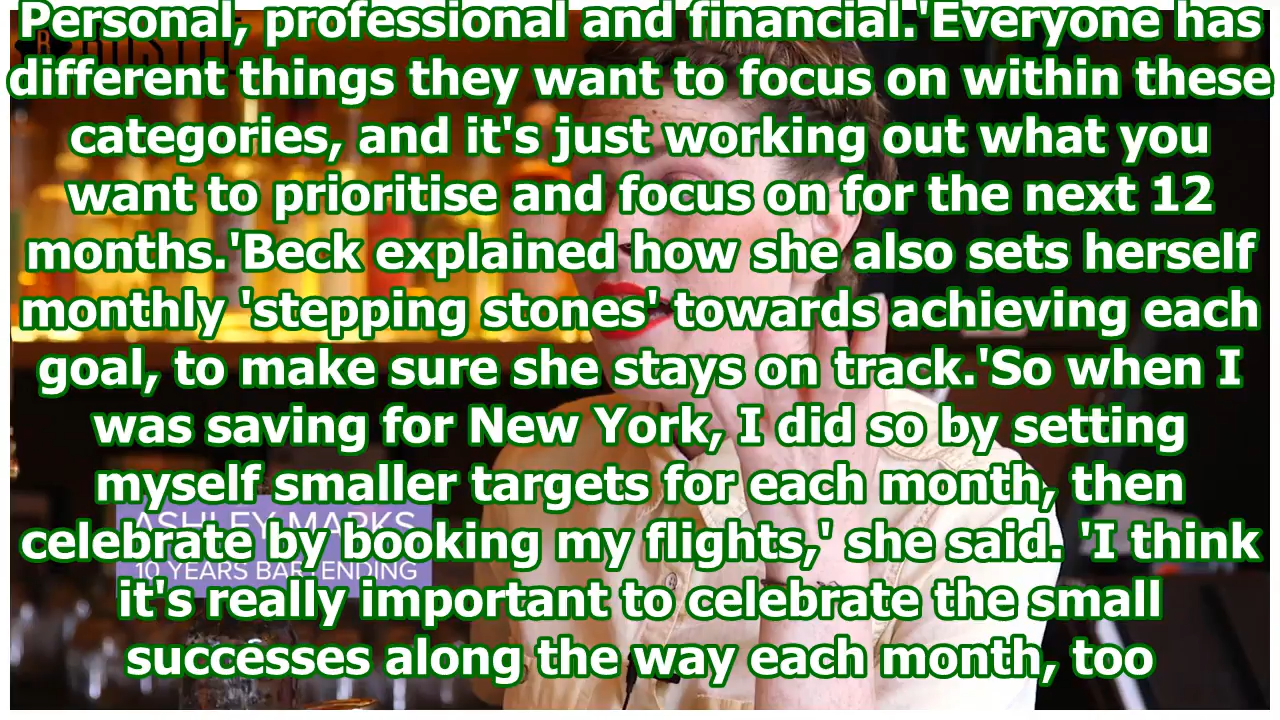 Personal, professional and financial.'Everyone has
different things they want to focus on within these
categories, and it's just working out what you
want to prioritise and focus on for the next 12
months.'Beck explained how she also sets herself
monthly 'stepping stones' towards achieving each
goal, to make sure she stays on track.'So when I
was saving for New York, I did so by setting
myself smaller targets for each month, then
celebrate by booking my flights,' she said. 'I think
it's really important to celebrate the small
successes along the way each month, too
ASHLEY MARKS
10 YEARS BARTENDING